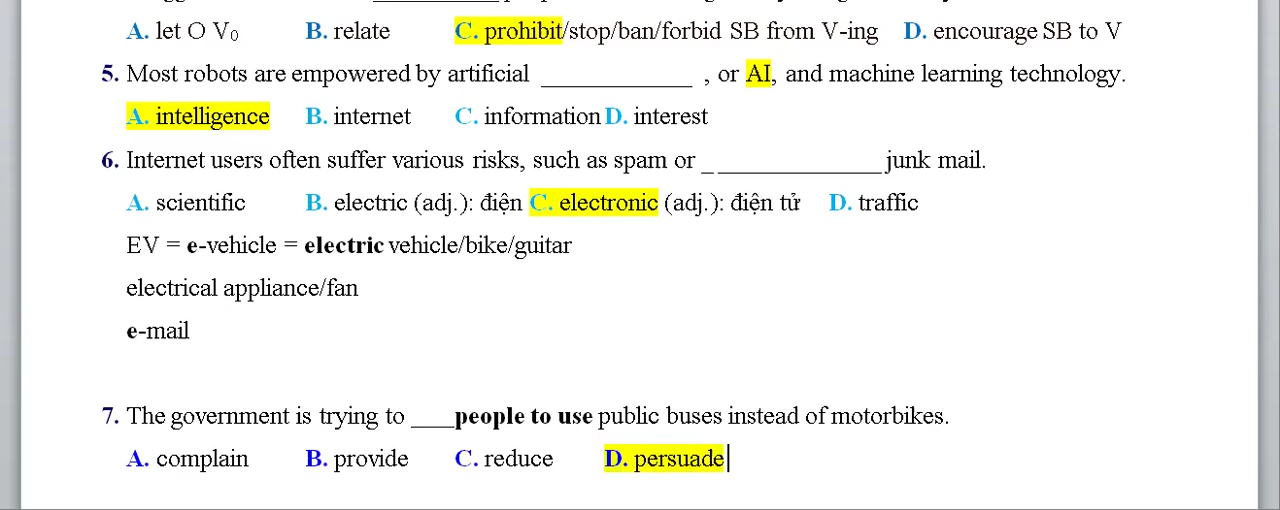 A. let O V₀ B. relate C. prohibit/stop/ban/forbid SB from V-ing D. encourage SB to V
5. Most robots are empowered by artificial _____________ , or AI, and machine learning technology.
A. intelligence B. internet C. information D. interest
6. Internet users often suffer various risks, such as spam or _ ______________ junk mail.
A. scientific B. electric (adj.): điện C. electronic (adj.): điện tử D. traffic
EV = e-vehicle = electric vehicle/bike/guitar
electrical appliance/fan
e-mail
7. The government is trying to ____people to use public buses instead of motorbikes.
A. complain B. provide C. reduce D. persuade